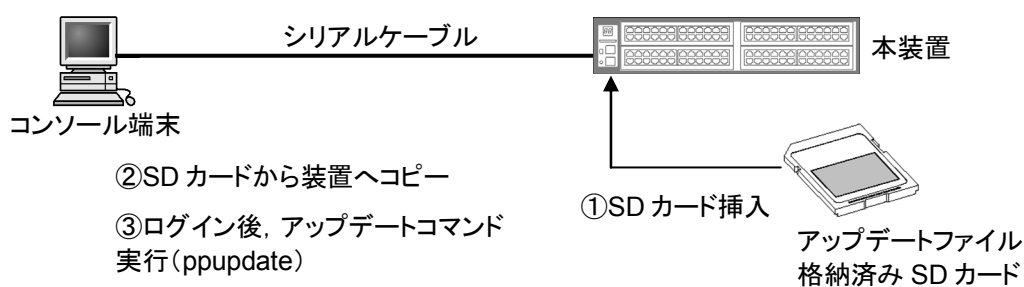 シリアルケーブル
本装置
コンソール端末
②SD カードから装置へコピー
①SD カード挿入
③ログイン後，アップデートコマンド
実行（ppupdate）
アップデートファイル
格納済み SD カード